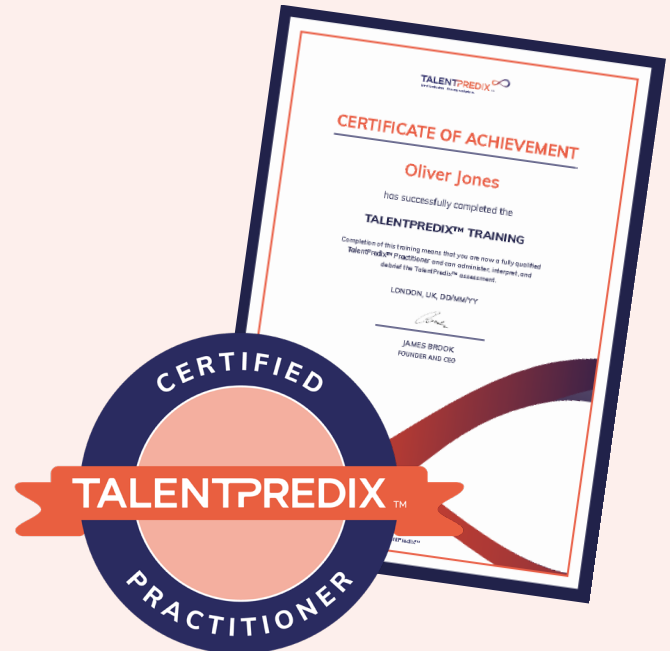 TALENTPREDIX™
CERTIFICATE OF ACHIEVEMENT
Oliver Jones
has successfully completed the
TALENTPREDIX™ TRAINING
Completion of this training means that you are now a fully qualified
TalentPredix™ Practitioner and can administer, interpret, and
debrief the TalentPredix™ assessment.
LONDON, UK, DD/MM/YY
JAMES BROOK
FOUNDER AND CEO
CERTIFIED
TALENTPREDIX™
PRACTITIONER